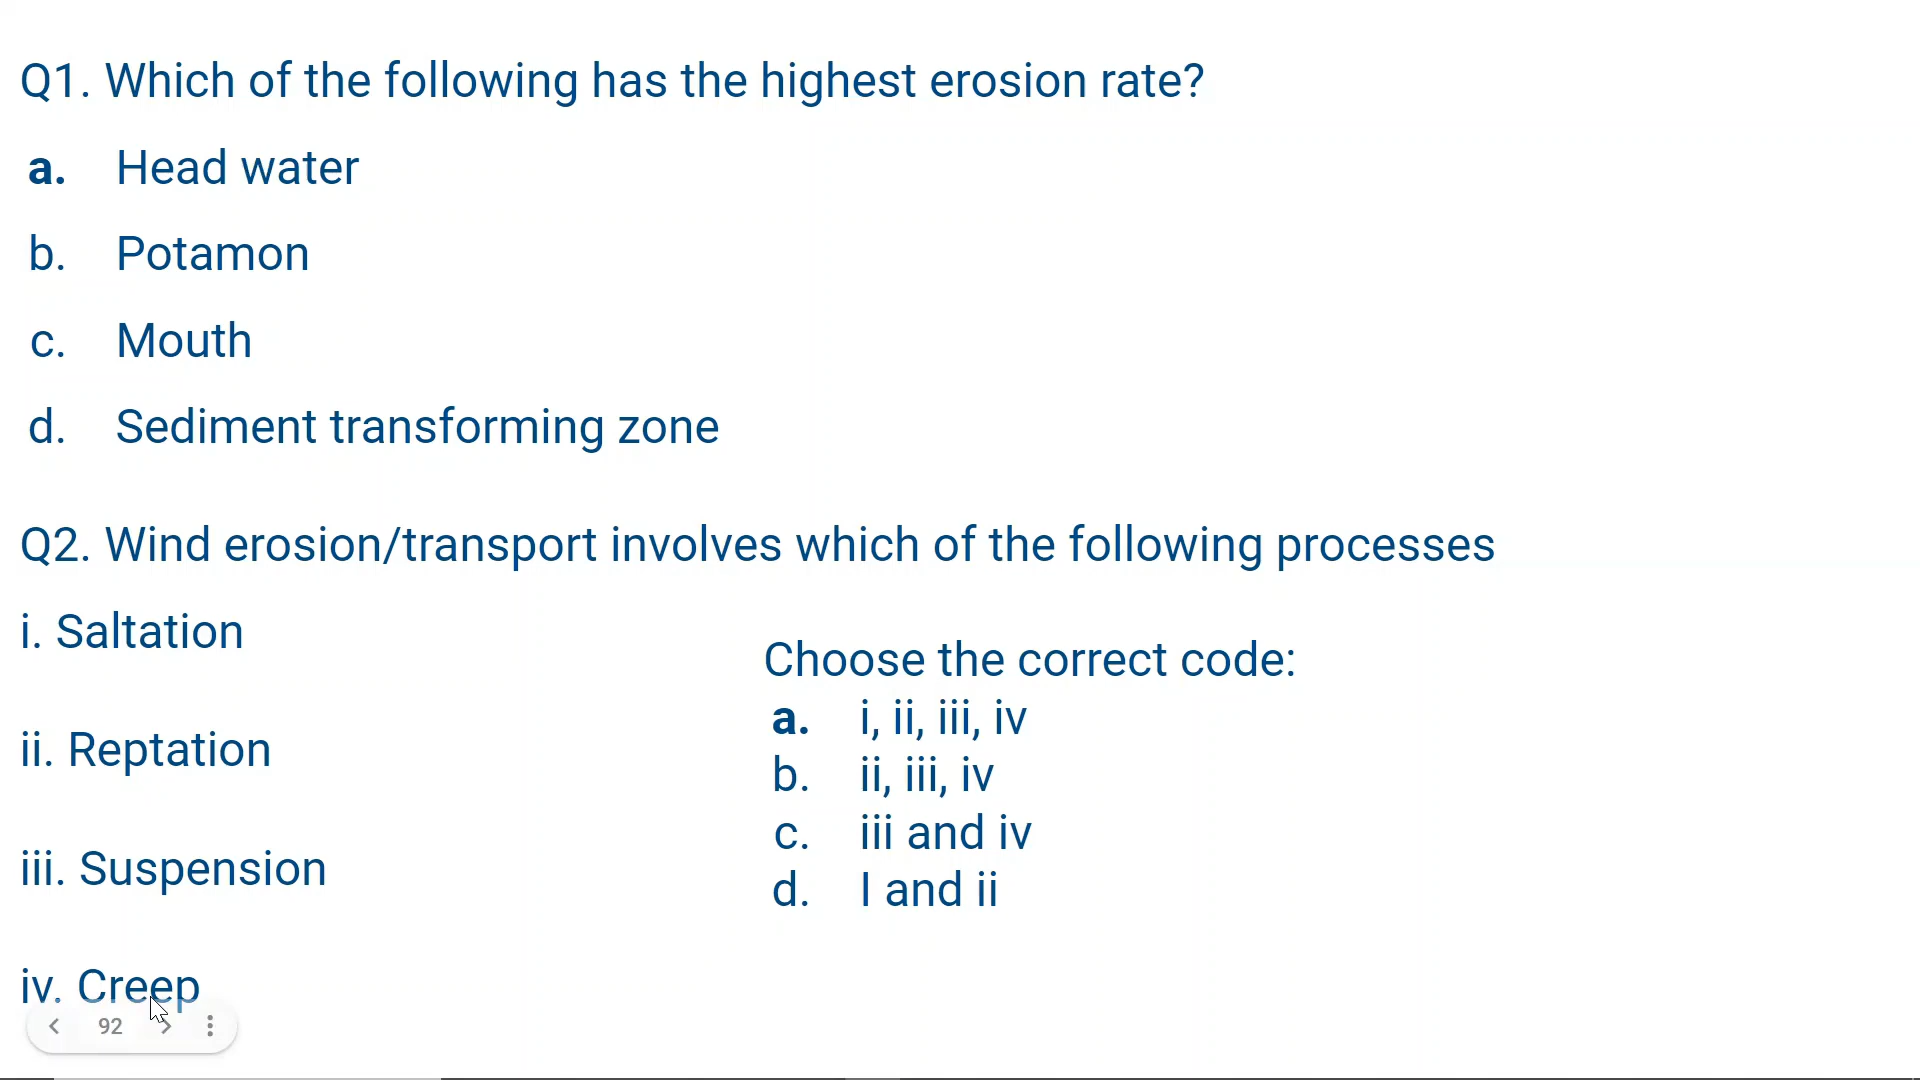 Q1. Which of the following has the highest erosion rate?
a. Head water
b. Potamon
c. Mouth
d. Sediment transforming zone
Q2. Wind erosion/transport involves which of the following processes
i. Saltation
ii. Reptation
iii. Suspension
iv. Creep
Choose the correct code:
a. i, ii, iii, iv
b. ii, iii, iv
c. iii and iv
d. I and ii
92